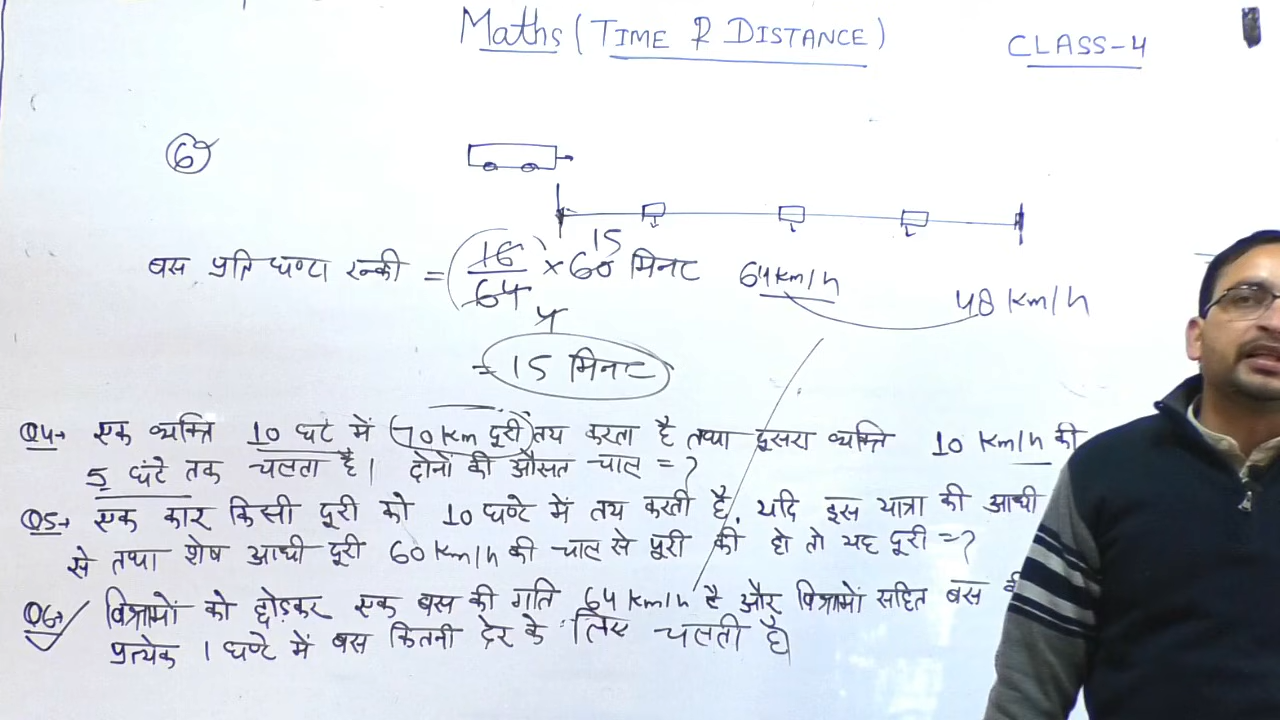 Maths (TIME & DISTANCE)
CLASS-4
6
बस प्रति घण्टा रुकी = 16/64 × 60 मिनट
15
4
64 km/h
48 km/h
= 15 मिनट
Q4→ एक व्यक्ति 10 घंटे में 70 km दूरी तय करता है तथा दूसरा व्यक्ति 10 km/h की
5 घंटे तक चलता है। दोनों की औसत चाल = ?
Q5→ एक कार किसी दूरी को 10 घण्टे में तय करती है, यदि इस यात्रा की आधी
से तथा शेष आधी दूरी 60 km/h की चाल से पूरी की हो तो यह दूरी = ?
Q6→ विश्रामों को छोड़कर एक बस की गति 64 km/h है और विश्रामों सहित बस की
प्रत्येक 1 घण्टे में बस कितनी देर के लिए चलती है।